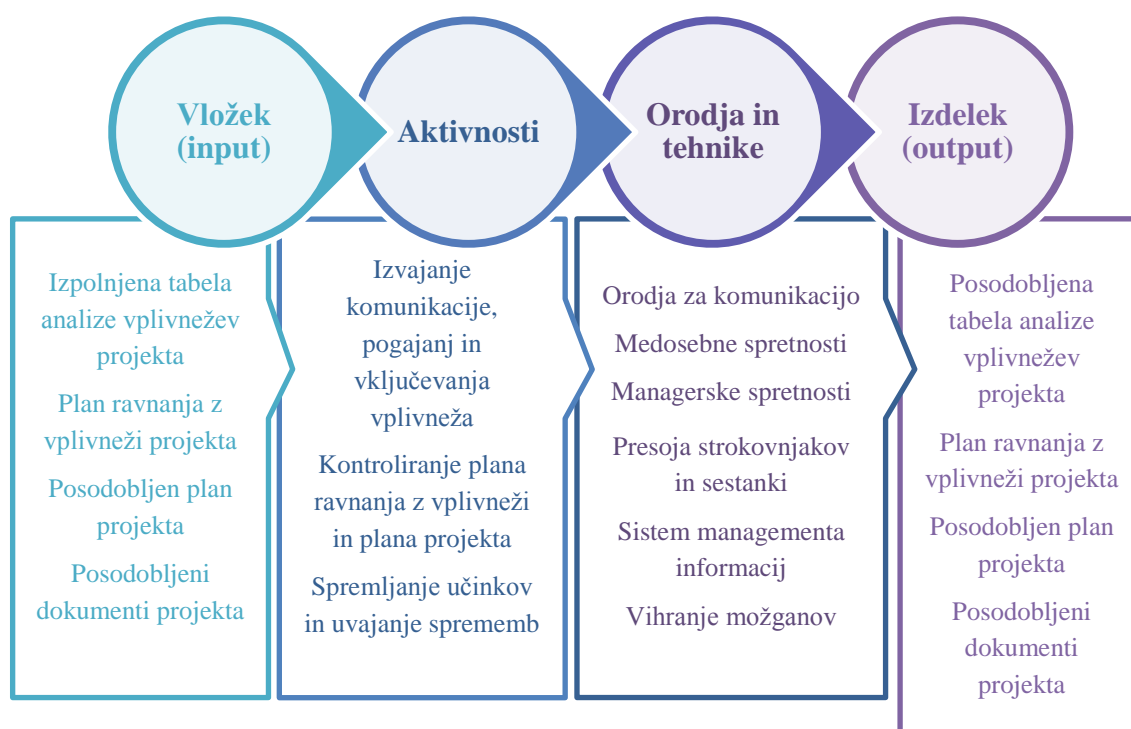 Vložek
(input)
Aktivnosti
Orodja in
tehnike
Izdelek
(output)
Izpolnjena tabela
analize vplivnežev
projekta
Plan ravnanja z
vplivneži projekta
Posodobljen plan
projekta
Posodobljeni
dokumenti projekta
Izvajanje
komunikacije,
pogajanj in
vključevanja
vplivneža
Kontroliranje plana
ravnanja z vplivneži
in plana projekta
Spremljanje učinkov
in uvajanje sprememb
Orodja za komunikacijo
Medosebne spretnosti
Managerske spretnosti
Presoja strokovnjakov
in sestanki
Sistem managementa
informacij
Vihranje možganov
Posodobljena
tabela analize
vplivnežev
projekta
Plan ravnanja z
vplivneži projekta
Posodobljen plan
projekta
Posodobljeni
dokumenti
projekta